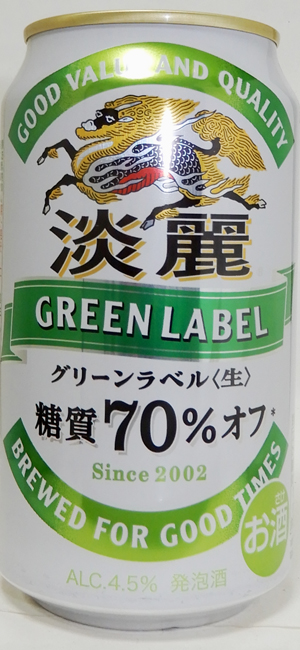 GOOD VALUE AND QUALITY
淡麗
GREEN LABEL
グリーンラベル〈生〉
糖質70%オフ*
Since 2002
BREWED FOR GOOD TIMES
お酒
ALC.4.5% 発泡酒